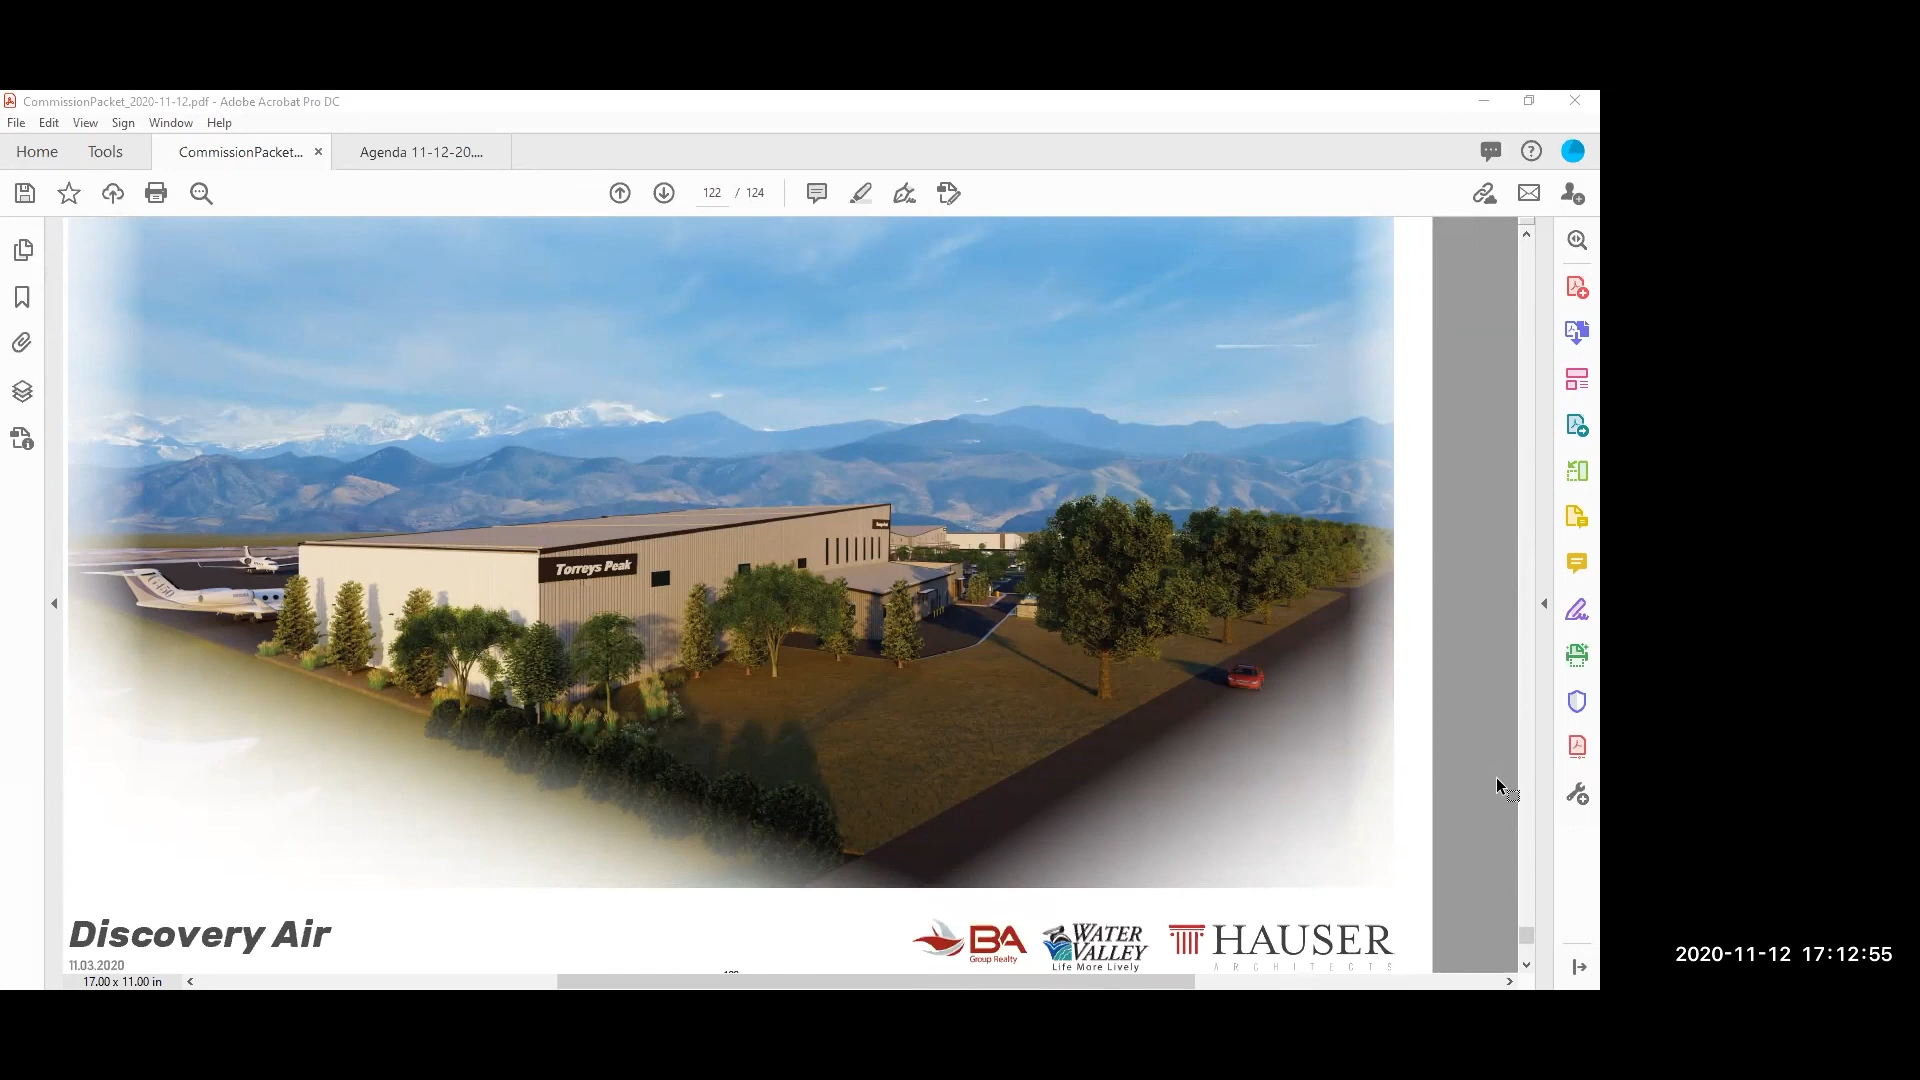 CommissionPacket_2020-11-12.pdf - Adobe Acrobat Pro DC
File Edit View Sign Window Help
Home Tools CommissionPacket... × Agenda 11-12-20....
122 / 124
G450
Torreys Peak
Discovery Air
11.03.2020
BA
Group Realty
WATER
VALLEY
Life More Lively
HAUSER
ARCHITECTS
17.00 x 11.00 in
2020-11-12 17:12:55